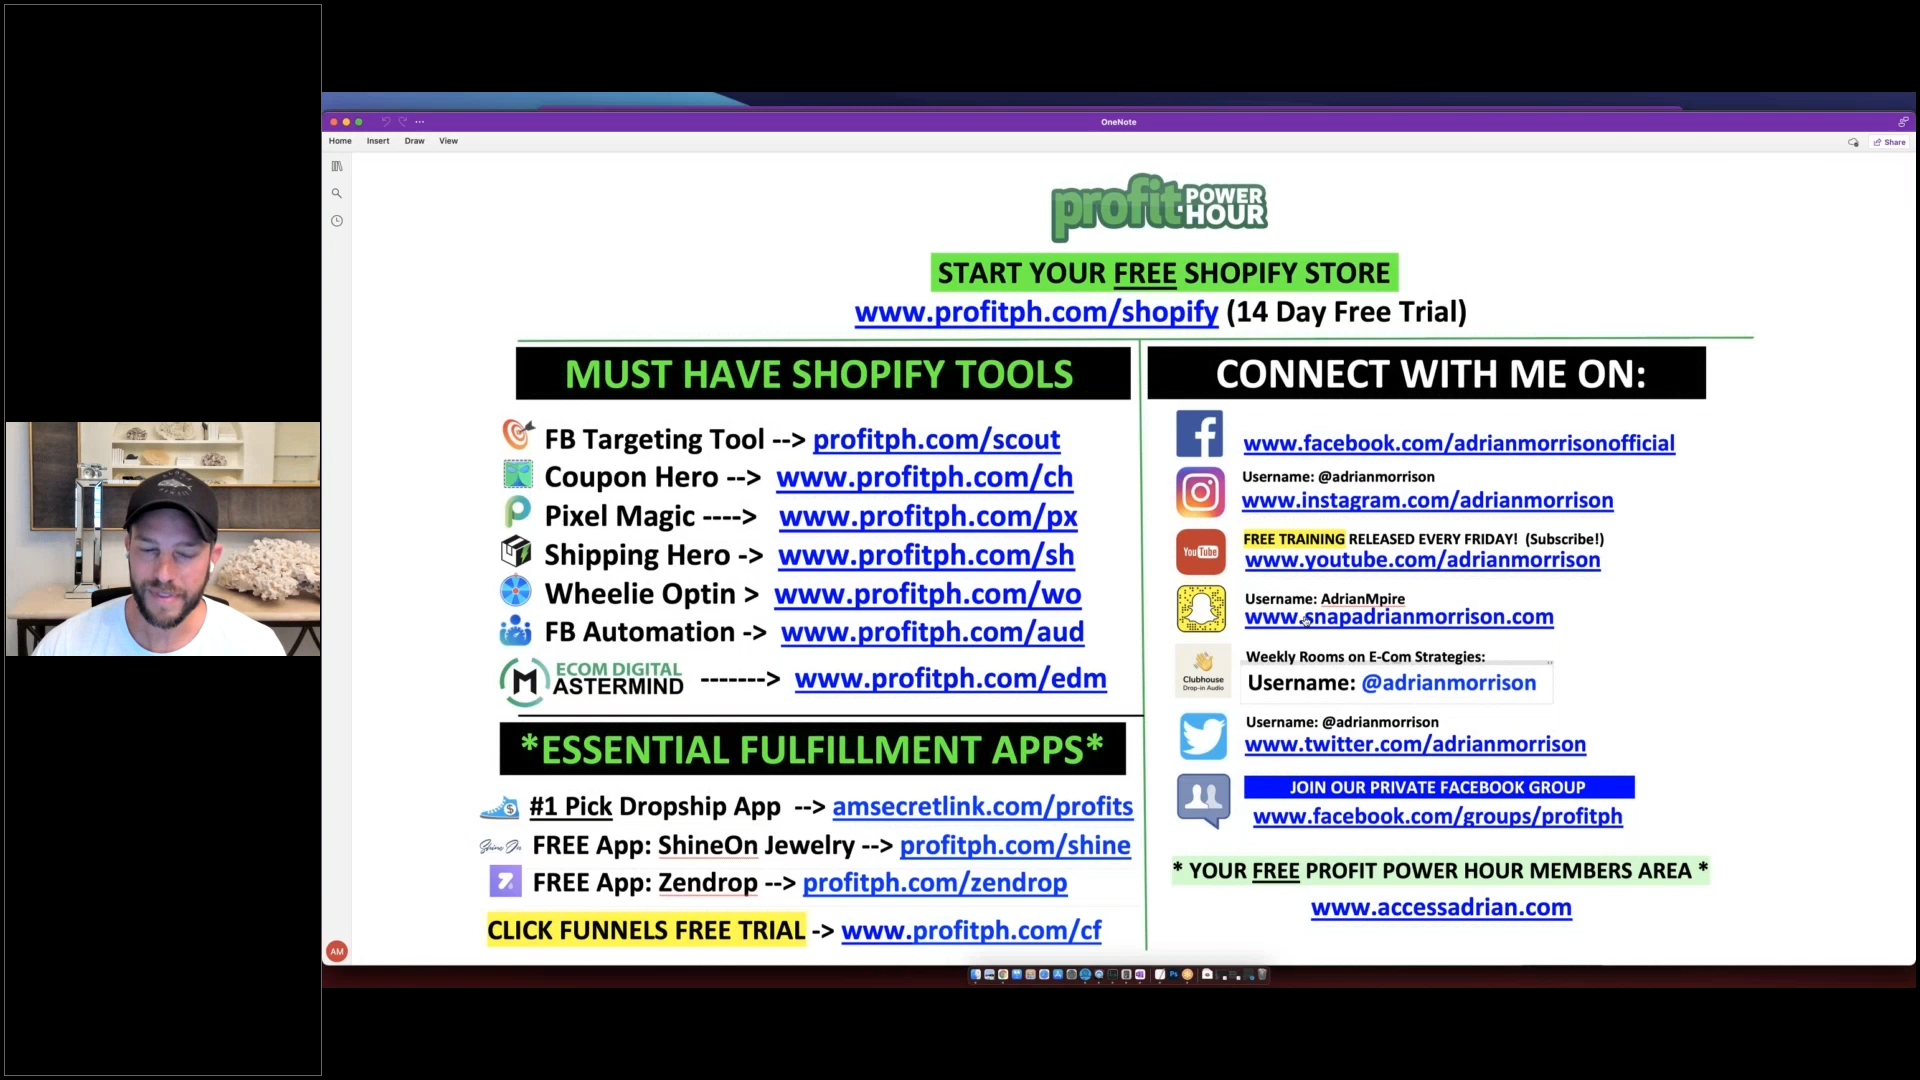 OneNote
Home Insert Draw View
Share
profit POWER HOUR
START YOUR FREE SHOPIFY STORE
www.profitph.com/shopify (14 Day Free Trial)
MUST HAVE SHOPIFY TOOLS
FB Targeting Tool --> profitph.com/scout
Coupon Hero --> www.profitph.com/ch
Pixel Magic ----> www.profitph.com/px
Shipping Hero -> www.profitph.com/sh
Wheelie Optin > www.profitph.com/wo
FB Automation -> www.profitph.com/aud
ECOM DIGITAL
MASTERMIND -------> www.profitph.com/edm
*ESSENTIAL FULFILLMENT APPS*
#1 Pick Dropship App --> amsecretlink.com/profits
FREE App: ShineOn Jewelry --> profitph.com/shine
FREE App: Zendrop --> profitph.com/zendrop
CLICK FUNNELS FREE TRIAL -> www.profitph.com/cf
CONNECT WITH ME ON:
www.facebook.com/adrianmorrisonofficial
Username: @adrianmorrison
www.instagram.com/adrianmorrison
You Tube
FREE TRAINING RELEASED EVERY FRIDAY! (Subscribe!)
www.youtube.com/adrianmorrison
Username: AdrianMpire
www.snapadrianmorrison.com
Clubhouse
Drop-in Audio
Weekly Rooms on E-Com Strategies:
Username: @adrianmorrison
Username: @adrianmorrison
www.twitter.com/adrianmorrison
JOIN OUR PRIVATE FACEBOOK GROUP
www.facebook.com/groups/profitph
* YOUR FREE PROFIT POWER HOUR MEMBERS AREA *
www.accessadrian.com
AM